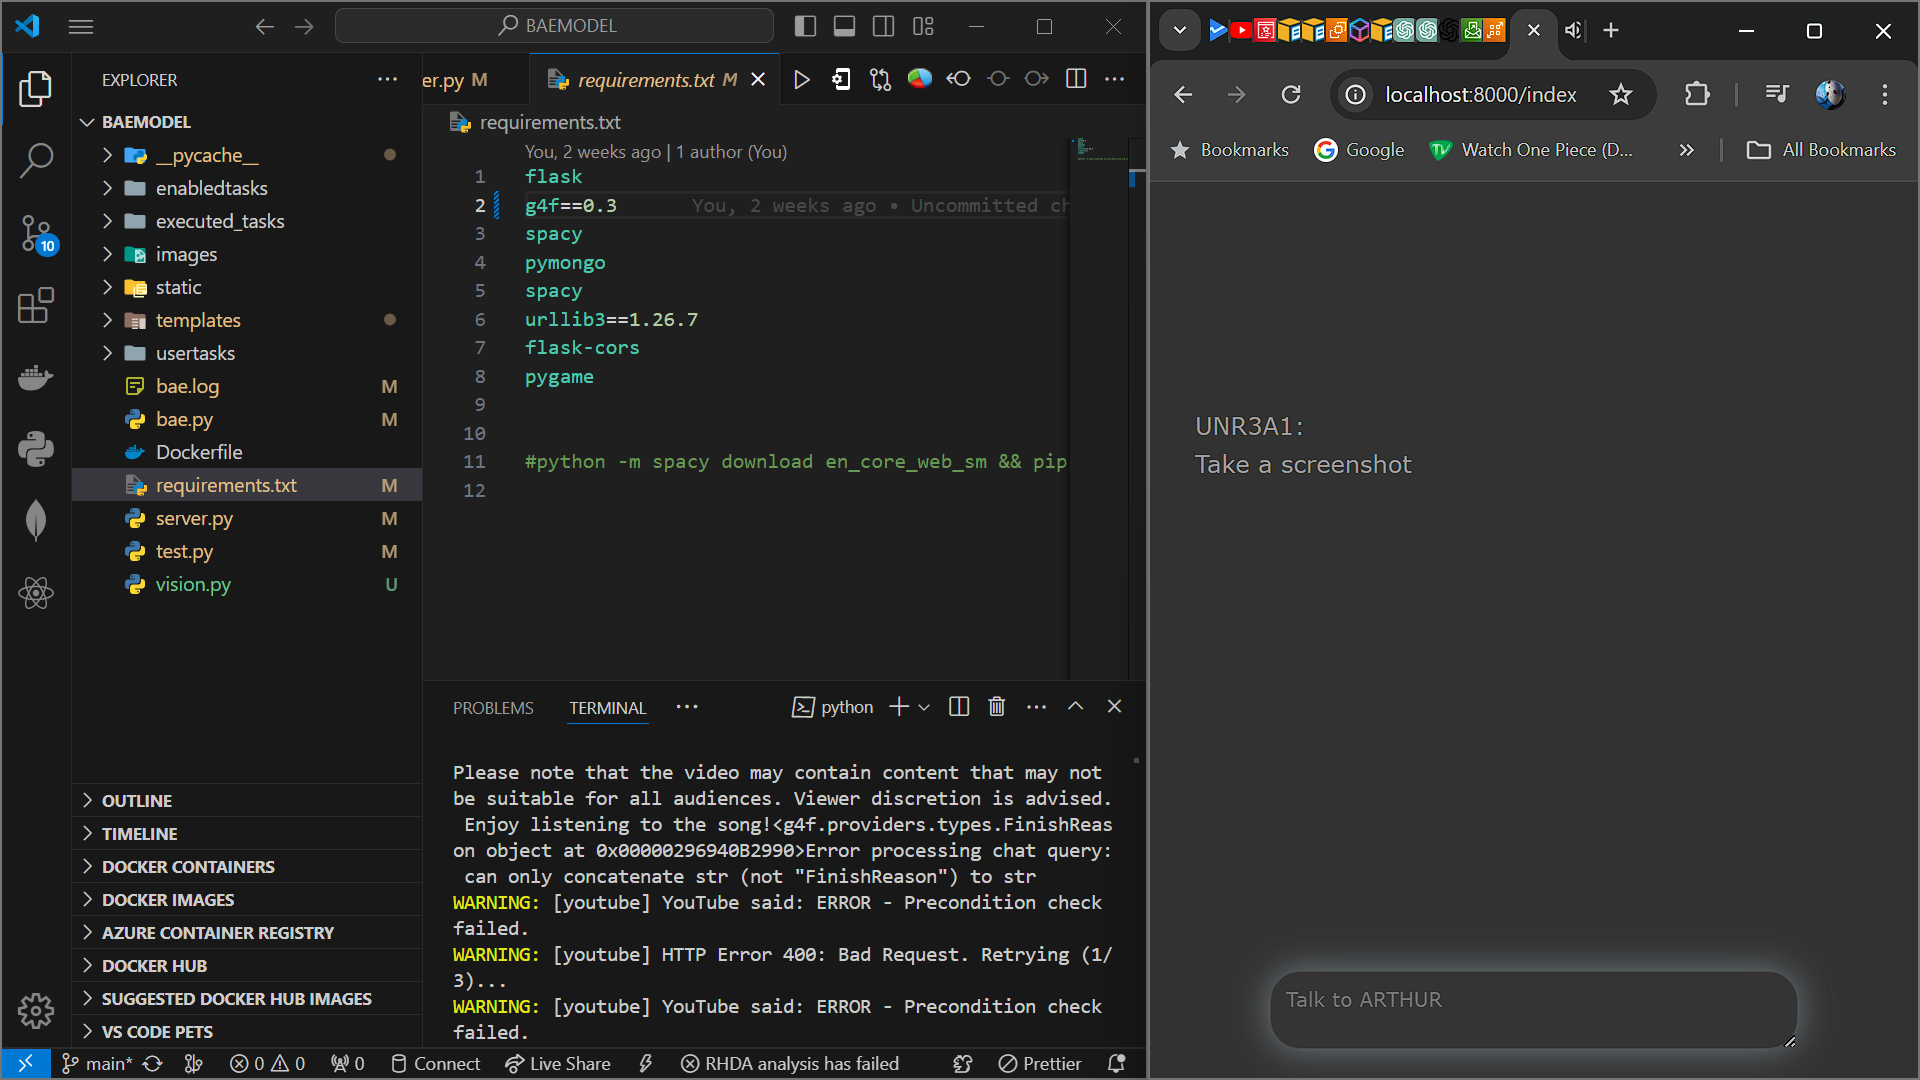 BAEMODEL
EXPLORER
BAEMODEL
__pycache__
enabledtasks
executed_tasks
images
static
templates
usertasks
bae.log M
bae.py M
Dockerfile
requirements.txt M
server.py M
test.py M
vision.py U
10
OUTLINE
TIMELINE
DOCKER CONTAINERS
DOCKER IMAGES
AZURE CONTAINER REGISTRY
DOCKER HUB
SUGGESTED DOCKER HUB IMAGES
VS CODE PETS
er.py M
requirements.txt M
requirements.txt
You, 2 weeks ago | 1 author (You)
1 flask
2 g4f==0.3 You, 2 weeks ago • Uncommitted ch
3 spacy
4 pymongo
5 spacy
6 urllib3==1.26.7
7 flask-cors
8 pygame
9
10
11 #python -m spacy download en_core_web_sm && pip
12
PROBLEMS TERMINAL python
Please note that the video may contain content that may not
be suitable for all audiences. Viewer discretion is advised.
Enjoy listening to the song!<g4f.providers.types.FinishReas
on object at 0x00000296940B2990>Error processing chat query:
can only concatenate str (not "FinishReason") to str
WARNING: [youtube] YouTube said: ERROR - Precondition check
failed.
WARNING: [youtube] HTTP Error 400: Bad Request. Retrying (1/
3)...
WARNING: [youtube] YouTube said: ERROR - Precondition check
failed.
main* 0 0 0 Connect Live Share RHDA analysis has failed Prettier
localhost:8000/index
Bookmarks Google Watch One Piece (D... All Bookmarks
UNR3A1:
Take a screenshot
Talk to ARTHUR